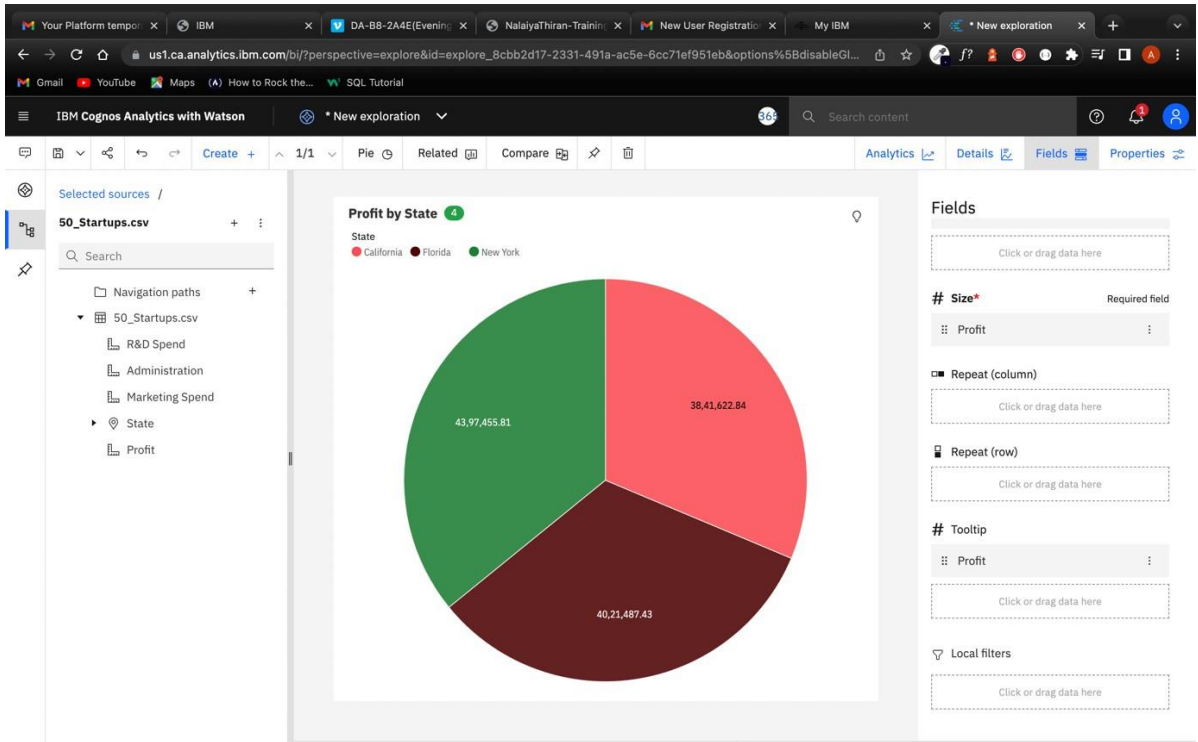 Your Platform tempor
IBM
DA-B8-2A4E(Evening
NalaiyaThiran-Training
New User Registratio
My IBM
* New exploration
us1.ca.analytics.ibm.com/bi/?perspective=explore&id=explore_8cbb2d17-2331-491a-ac5e-6cc71ef951eb&options%5BdisableGl...
f?
A
Gmail
YouTube
Maps
How to Rock the...
SQL Tutorial
IBM Cognos Analytics with Watson
* New exploration
365
Search content
1
Create +
1/1
Pie
Related
Compare
Analytics
Details
Fields
Properties
Selected sources /
50_Startups.csv
Search
Navigation paths
50_Startups.csv
R&D Spend
Administration
Marketing Spend
State
Profit
Profit by State 4
State
California Florida New York
43,97,455.81
38,41,622.84
40,21,487.43
Fields
Click or drag data here
# Size* Required field
Profit
Repeat (column)
Click or drag data here
Repeat (row)
Click or drag data here
# Tooltip
Profit
Click or drag data here
Local filters
Click or drag data here